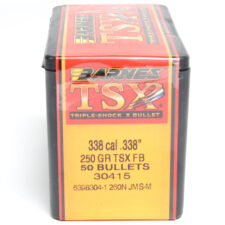 BARNES
TSX
TRIPLE-SHOCK X BULLET
338 cal .338"
250 GR TSX FB
50 BULLETS
30415